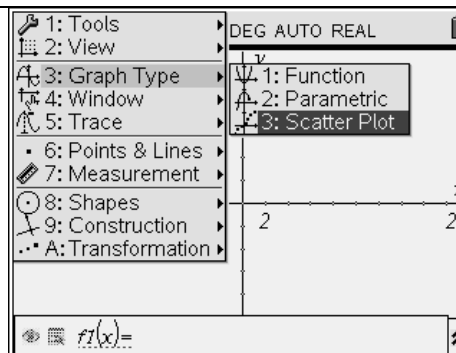 1: Tools
2: View
3: Graph Type
4: Window
5: Trace
6: Points & Lines
7: Measurement
8: Shapes
9: Construction
A: Transformation
DEG AUTO REAL
1: Function
2: Parametric
3: Scatter Plot
2
2
f1(x)=